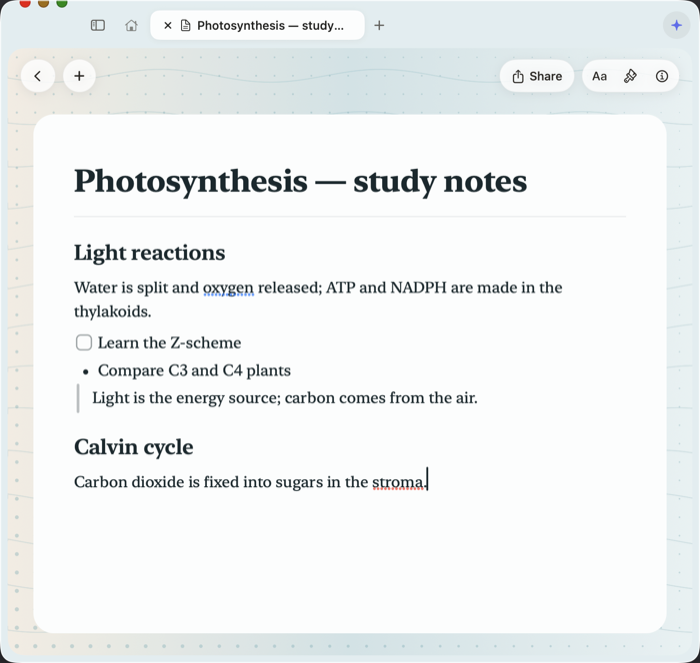 Photosynthesis — study...
Share
Aa
Photosynthesis — study notes
Light reactions
Water is split and oxygen released; ATP and NADPH are made in the
thylakoids.
Learn the Z-scheme
• Compare C3 and C4 plants
Light is the energy source; carbon comes from the air.
Calvin cycle
Carbon dioxide is fixed into sugars in the stroma.